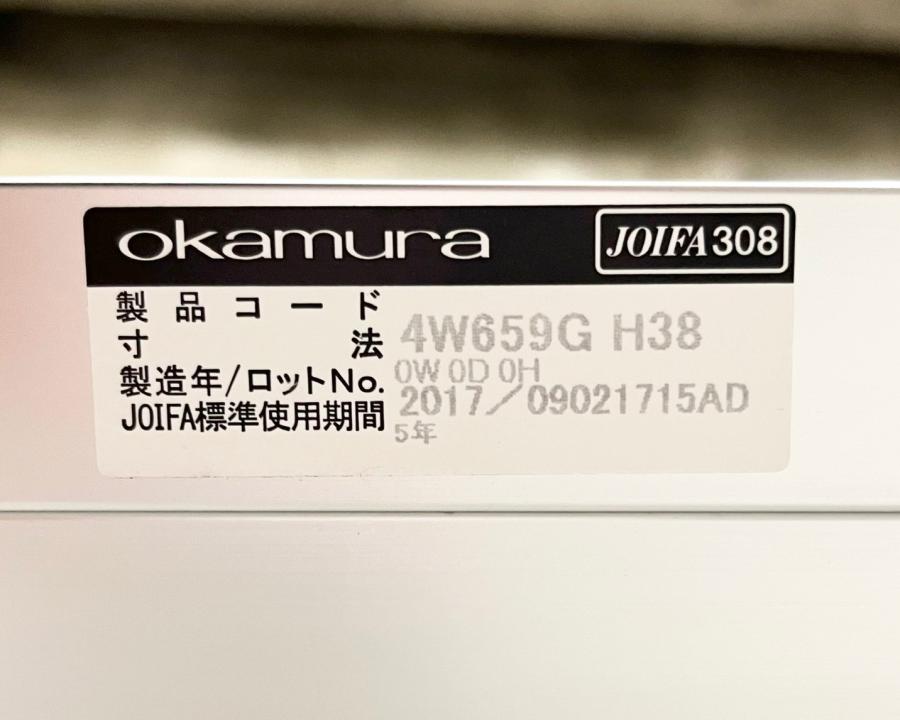 okamura JOIFA308
製品コード 4W659G H38
寸法 0W 0D 0H
製造年/ロットNo. 2017/09021715AD
JOIFA標準使用期間 5年